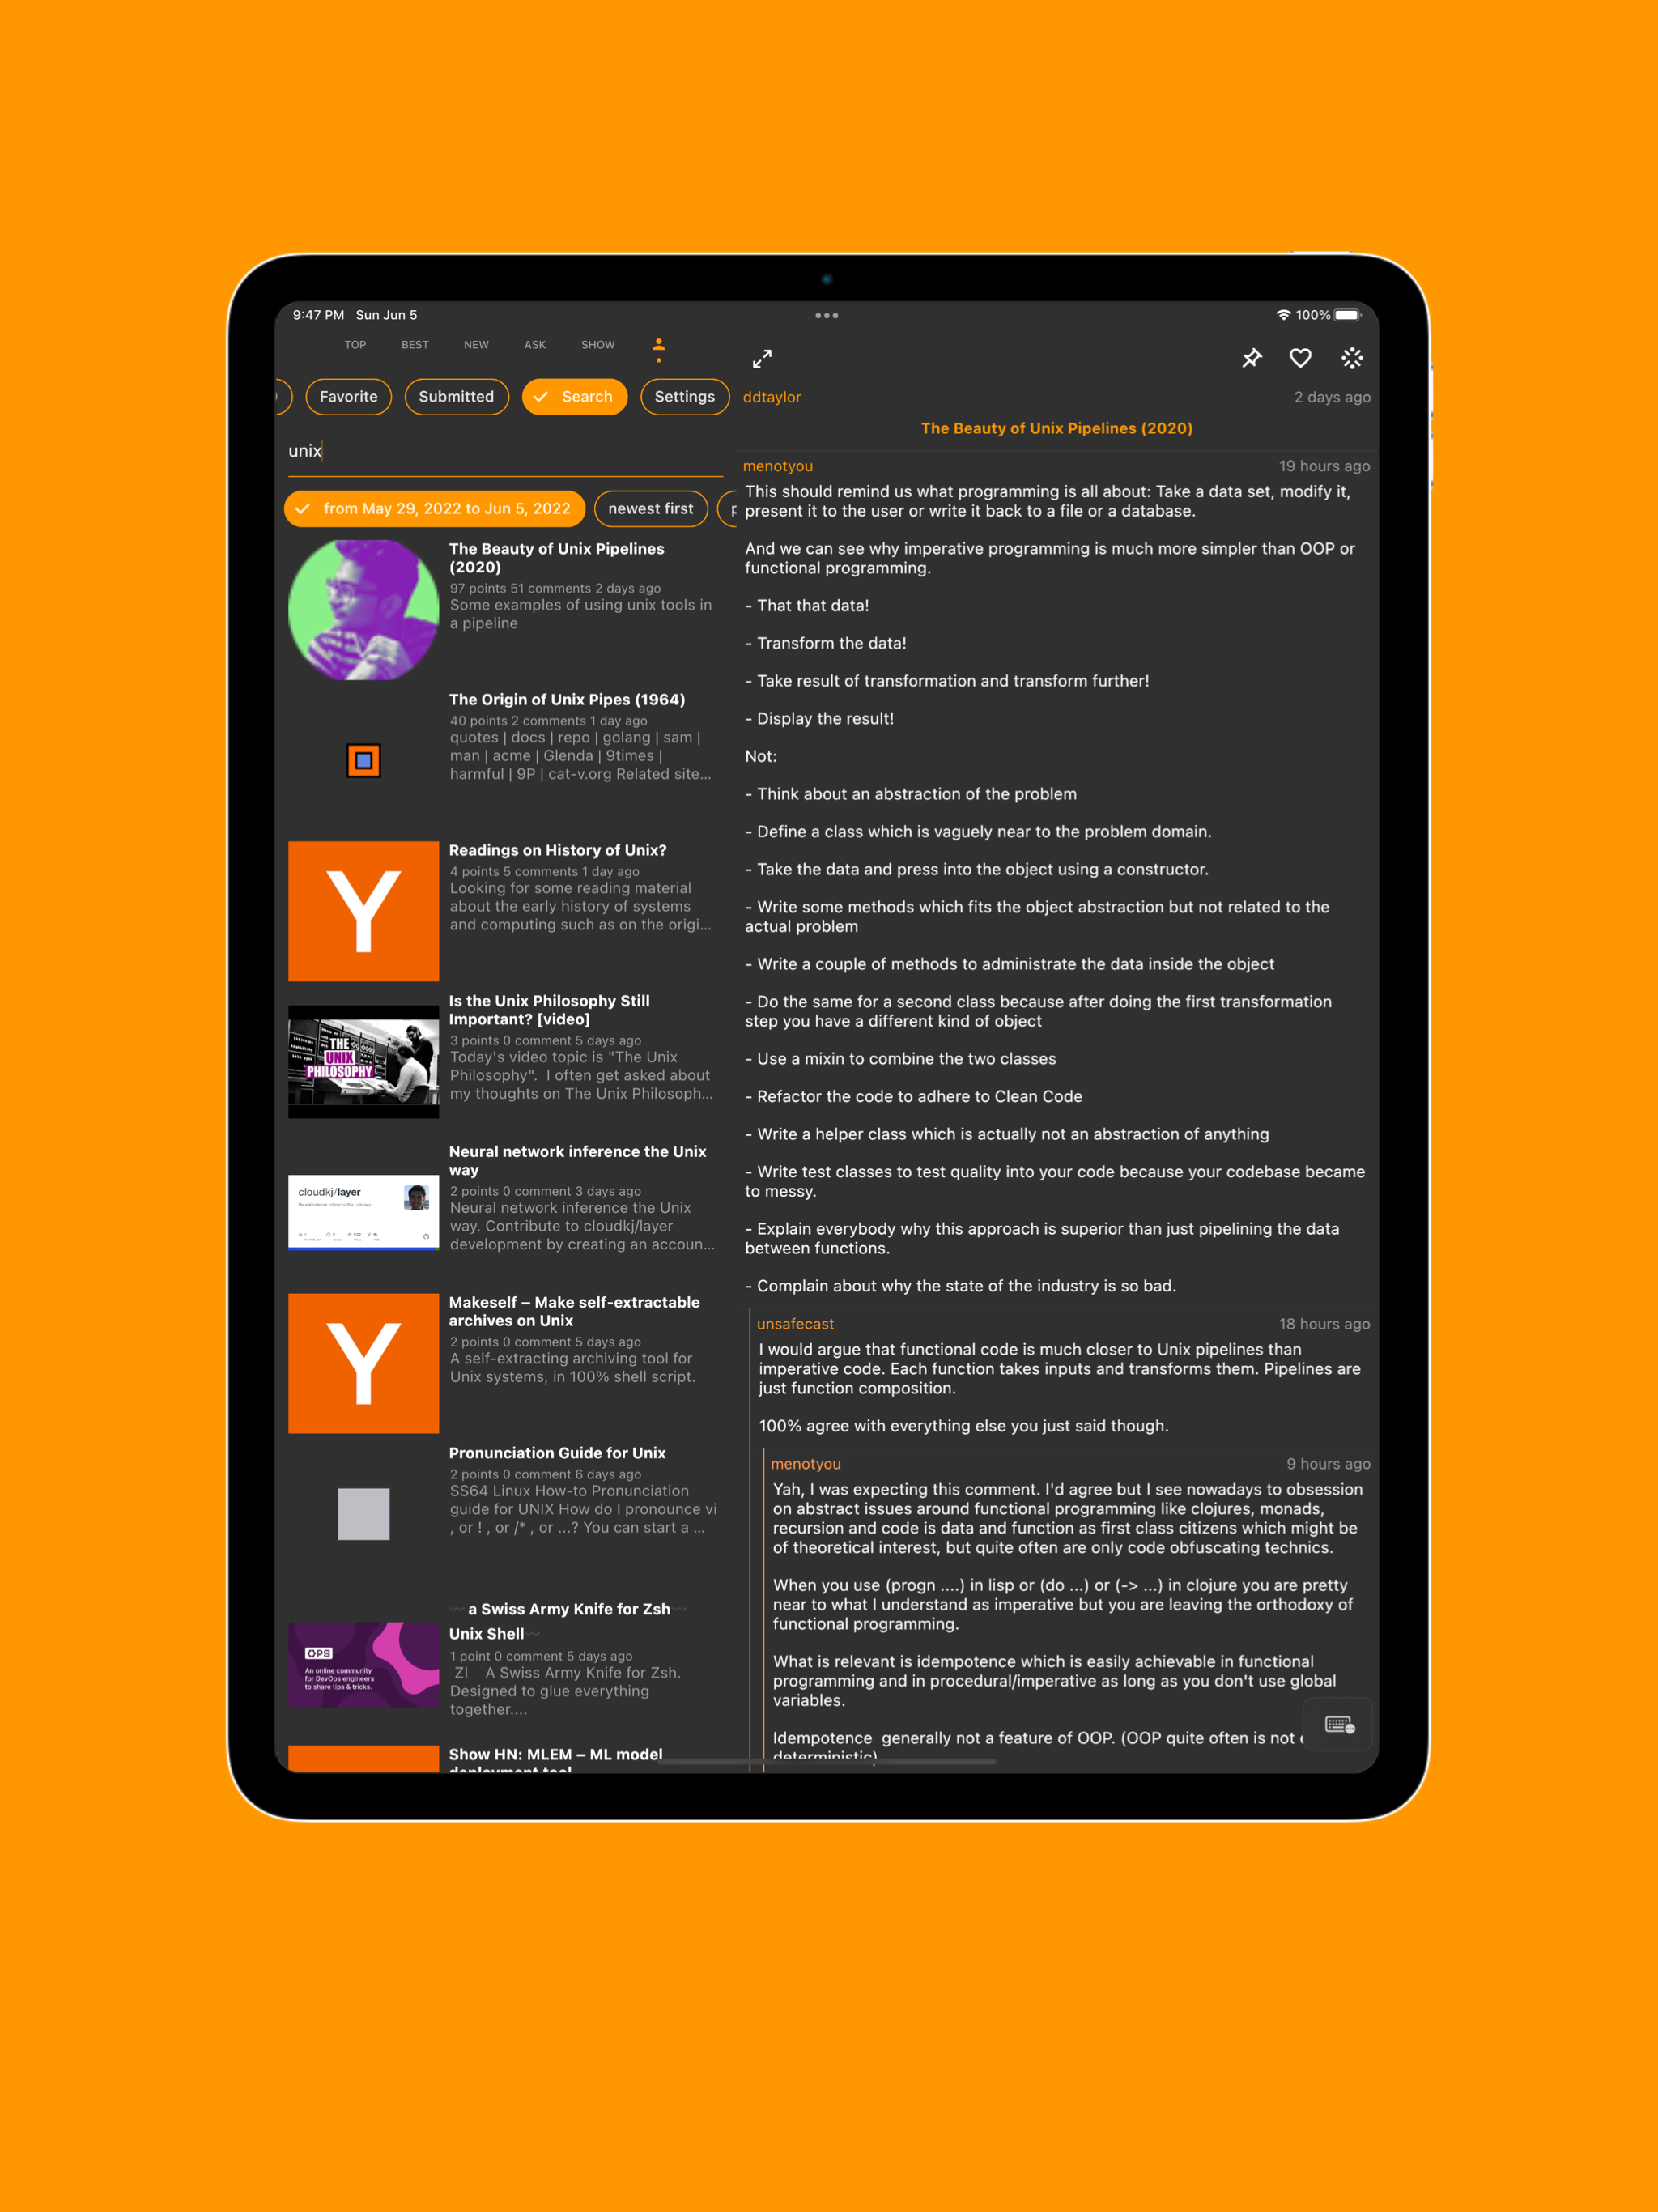 9:47 PM Sun Jun 5
100%
TOP BEST NEW ASK SHOW
Favorite Submitted Search Settings
unix
from May 29, 2022 to Jun 5, 2022 newest first
The Beauty of Unix Pipelines
(2020)
97 points 51 comments 2 days ago
Some examples of using unix tools in
a pipeline
The Origin of Unix Pipes (1964)
40 points 2 comments 1 day ago
quotes | docs | repo | golang | sam |
man | acme | Glenda | 9times |
harmful | 9P | cat-v.org Related site...
Readings on History of Unix?
4 points 5 comments 1 day ago
Looking for some reading material
about the early history of systems
and computing such as on the origi...
Y
Is the Unix Philosophy Still
Important? [video]
3 points 0 comment 5 days ago
Today's video topic is "The Unix
Philosophy". I often get asked about
my thoughts on The Unix Philosoph...
THE
UNIX
PHILOSOPHY
Neural network inference the Unix
way
2 points 0 comment 3 days ago
Neural network inference the Unix
way. Contribute to cloudkj/layer
development by creating an accoun...
cloudkj/layer
Neural network inference the Unix way
Makeself – Make self-extractable
archives on Unix
2 points 0 comment 5 days ago
A self-extracting archiving tool for
Unix systems, in 100% shell script.
Y
Pronunciation Guide for Unix
2 points 0 comment 6 days ago
SS64 Linux How-to Pronunciation
guide for UNIX How do I pronounce vi
, or ! , or /* , or ...? You can start a ...
a Swiss Army Knife for Zsh
Unix Shell
1 point 0 comment 5 days ago
ZI A Swiss Army Knife for Zsh.
Designed to glue everything
together....
OPS
An online community
for DevOps engineers
to share tips & tricks.
Show HN: MLEM – ML model
deployment tool
ddtaylor 2 days ago
The Beauty of Unix Pipelines (2020)
menotyou 19 hours ago
This should remind us what programming is all about: Take a data set, modify it,
present it to the user or write it back to a file or a database.
And we can see why imperative programming is much more simpler than OOP or
functional programming.
- That that data!
- Transform the data!
- Take result of transformation and transform further!
- Display the result!
Not:
- Think about an abstraction of the problem
- Define a class which is vaguely near to the problem domain.
- Take the data and press into the object using a constructor.
- Write some methods which fits the object abstraction but not related to the
actual problem
- Write a couple of methods to administrate the data inside the object
- Do the same for a second class because after doing the first transformation
step you have a different kind of object
- Use a mixin to combine the two classes
- Refactor the code to adhere to Clean Code
- Write a helper class which is actually not an abstraction of anything
- Write test classes to test quality into your code because your codebase became
to messy.
- Explain everybody why this approach is superior than just pipelining the data
between functions.
- Complain about why the state of the industry is so bad.
unsafecast 18 hours ago
I would argue that functional code is much closer to Unix pipelines than
imperative code. Each function takes inputs and transforms them. Pipelines are
just function composition.
100% agree with everything else you just said though.
menotyou 9 hours ago
Yah, I was expecting this comment. I'd agree but I see nowadays to obsession
on abstract issues around functional programming like clojures, monads,
recursion and code is data and function as first class citizens which might be
of theoretical interest, but quite often are only code obfuscating technics.
When you use (progn ....) in lisp or (do ...) or (-> ...) in clojure you are pretty
near to what I understand as imperative but you are leaving the orthodoxy of
functional programming.
What is relevant is idempotence which is easily achievable in functional
programming and in procedural/imperative as long as you don't use global
variables.
Idempotence generally not a feature of OOP. (OOP quite often is not
deterministic)